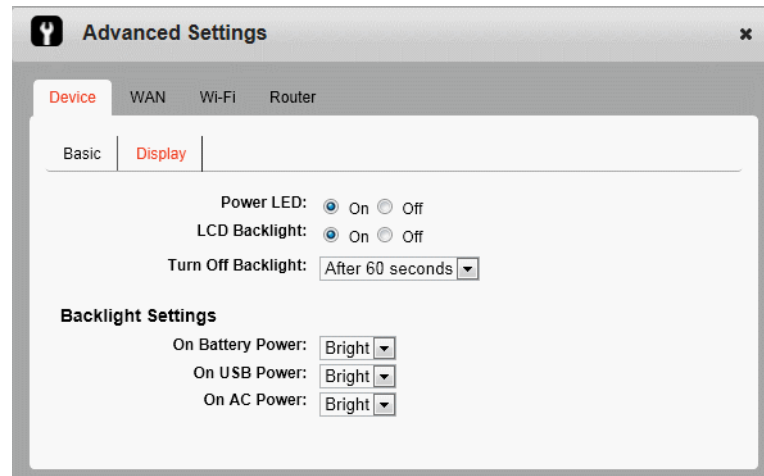 Advanced Settings
Device WAN Wi-Fi Router
Basic Display
Power LED: On Off
LCD Backlight: On Off
Turn Off Backlight: After 60 seconds
Backlight Settings
On Battery Power: Bright
On USB Power: Bright
On AC Power: Bright